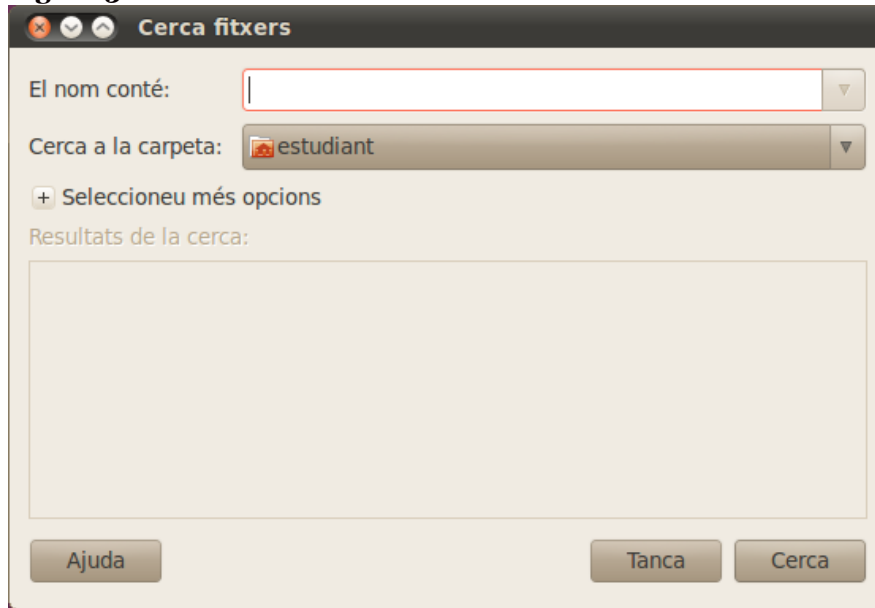 Cerca fitxers
El nom conté:
Cerca a la carpeta: estudiant
Seleccioneu més opcions
Resultats de la cerca:
Ajuda Tanca Cerca